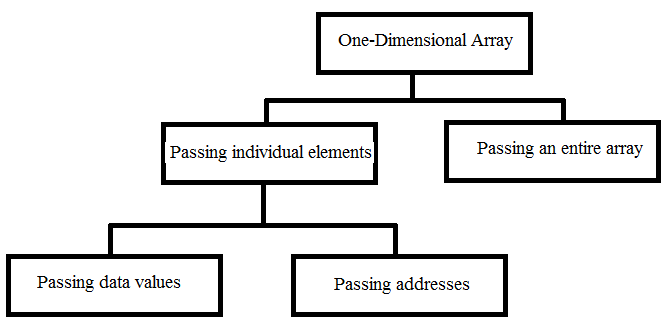 One-Dimensional Array
Passing individual elements
Passing an entire array
Passing data values
Passing addresses